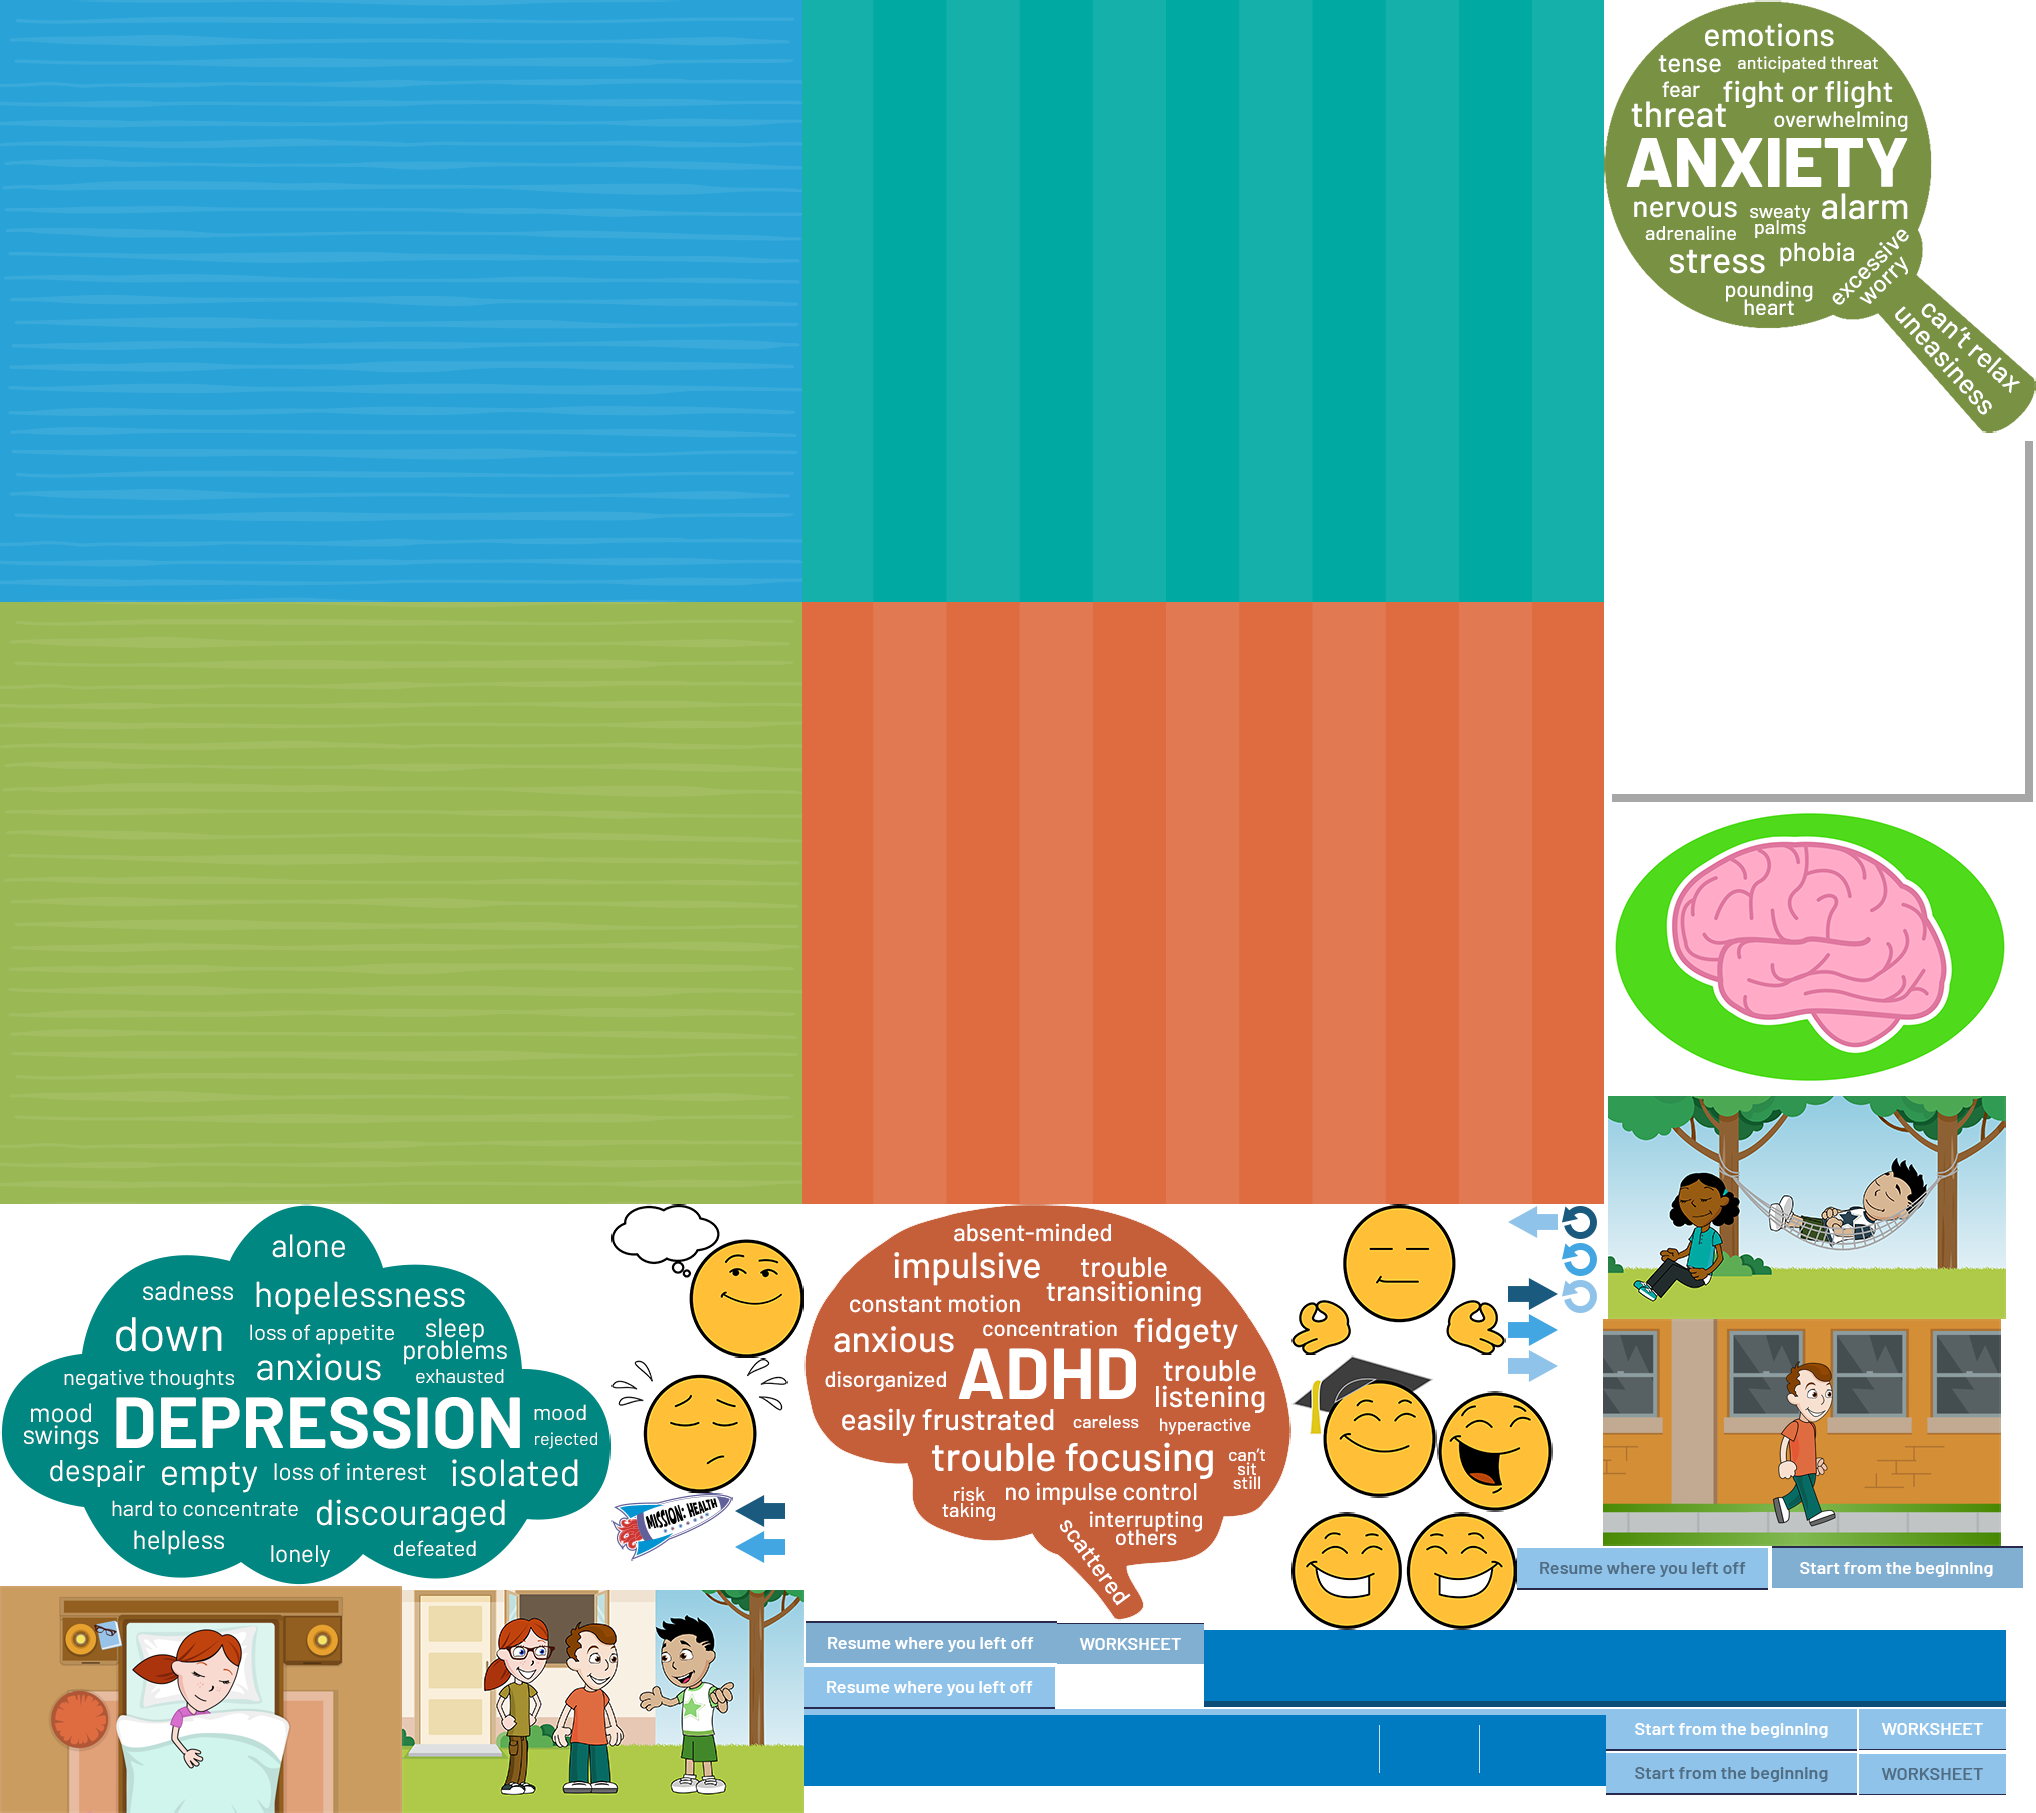 emotions
tense anticipated threat
fear fight or flight
threat overwhelming
ANXIETY
nervous sweaty palms alarm
adrenaline
stress phobia
excessive worry
pounding
heart
can't relax
uneasiness
alone
sadness hopelessness
down loss of appetite sleep problems
negative thoughts anxious exhausted
mood swings DEPRESSION mood
rejected
despair empty loss of interest isolated
hard to concentrate discouraged
helpless lonely defeated
MISSION: HEALTH
absent-minded
impulsive trouble transitioning
constant motion
anxious concentration fidgety
disorganized ADHD trouble listening
easily frustrated careless hyperactive
trouble focusing can't sit still
risk taking no impulse control
interrupting others
scattered
Resume where you left off Start from the beginning
Resume where you left off WORKSHEET
Resume where you left off
Start from the beginning WORKSHEET
Start from the beginning WORKSHEET